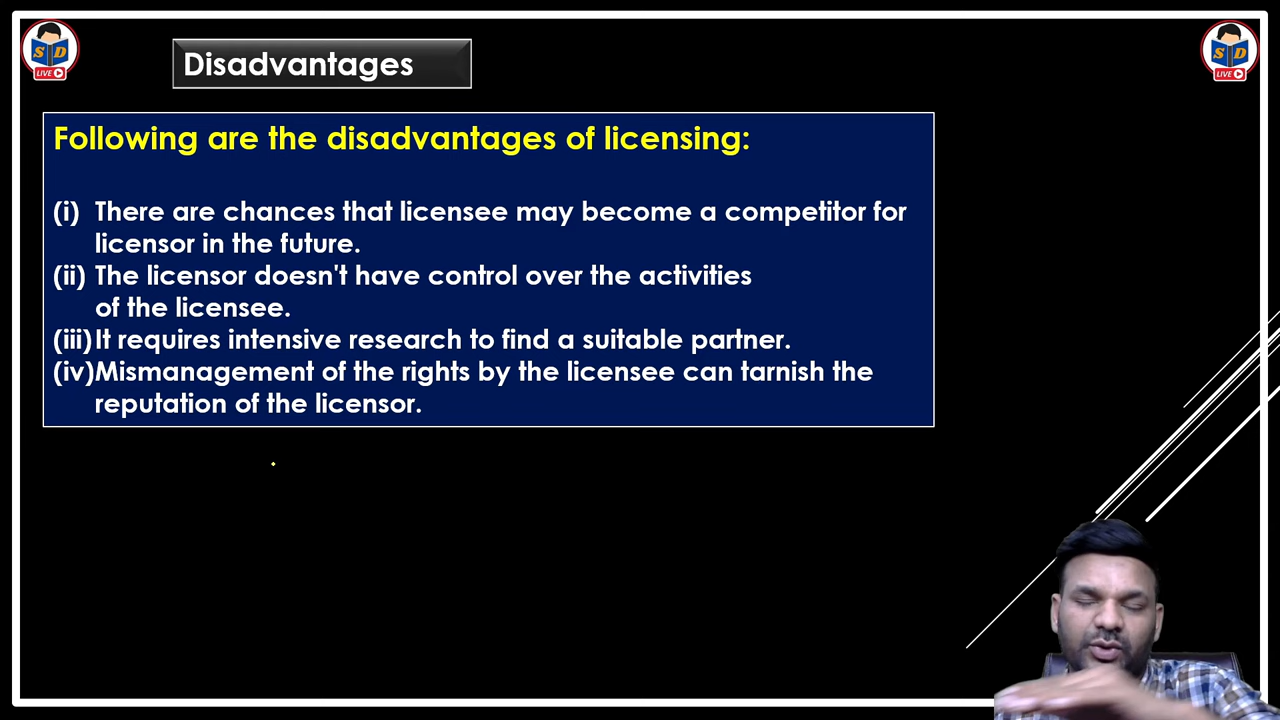 S D
LIVE
S D
LIVE
Disadvantages
Following are the disadvantages of licensing:
(i) There are chances that licensee may become a competitor for
licensor in the future.
(ii) The licensor doesn't have control over the activities
of the licensee.
(iii) It requires intensive research to find a suitable partner.
(iv) Mismanagement of the rights by the licensee can tarnish the
reputation of the licensor.